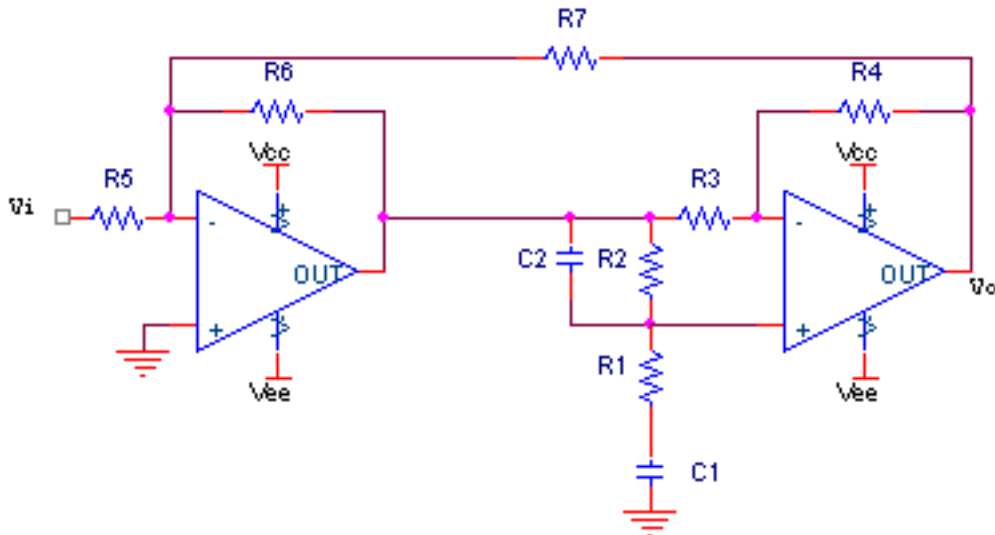 R7
R6
R4
Vcc
Vcc
R5
R3
Vi
-
+
-
+
C2
R2
OUT
OUT
Vo
+
+
R1
Vee
Vee
C1